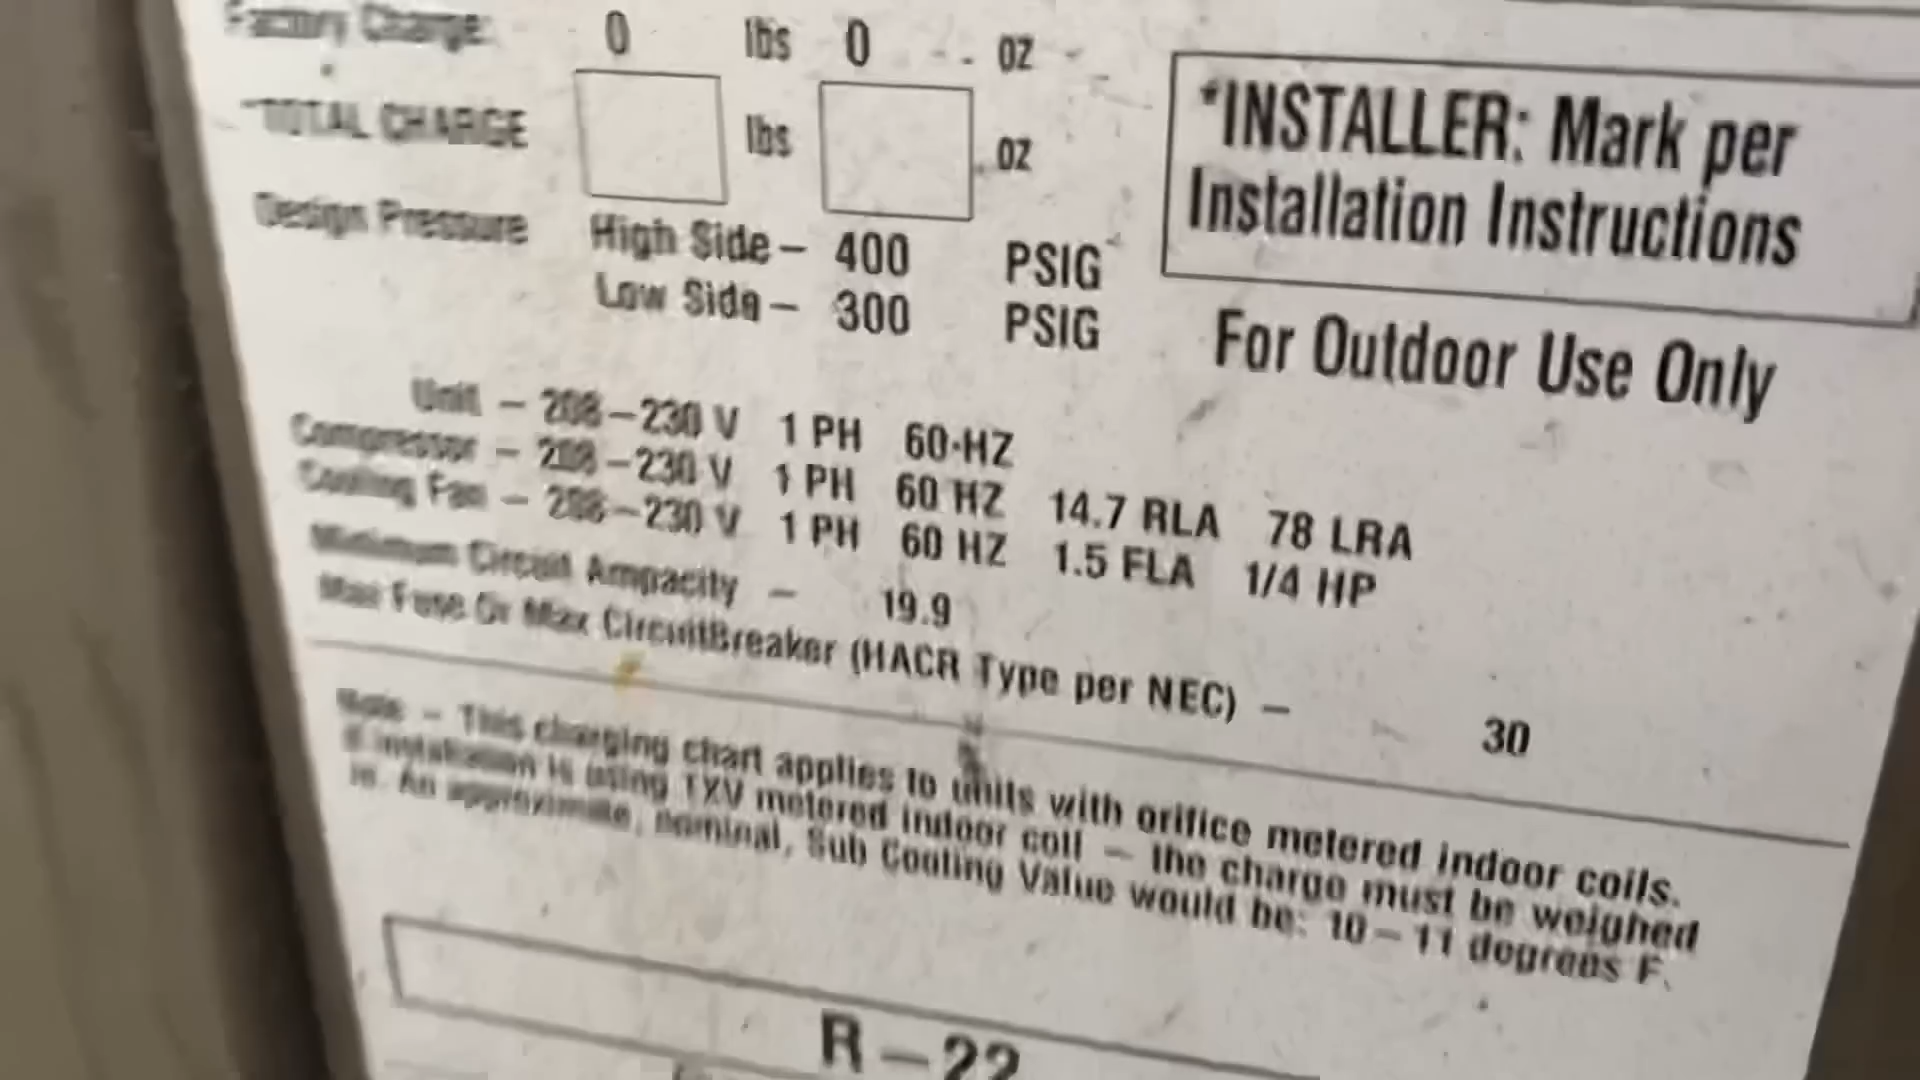 Factory Charge: 0 lbs 0 oz
*TOTAL CHARGE lbs oz
Design Pressure High Side – 400 PSIG
Low Side – 300 PSIG
*INSTALLER: Mark per
Installation Instructions
For Outdoor Use Only
Unit – 208–230 V 1 PH 60 HZ
Compressor – 208–230 V 1 PH 60 HZ 14.7 RLA 78 LRA
Cooling Fan – 208–230 V 1 PH 60 HZ 1.5 FLA 1/4 HP
Minimum Circuit Ampacity – 19.9
Max Fuse Or Max CircuitBreaker (HACR Type per NEC) – 30
Note – This charging chart applies to units with orifice metered indoor coils.
If installation is using TXV metered indoor coil – the charge must be weighed
in. An approximate, nominal, Sub Cooling Value would be: 10–11 degrees F.
R–22